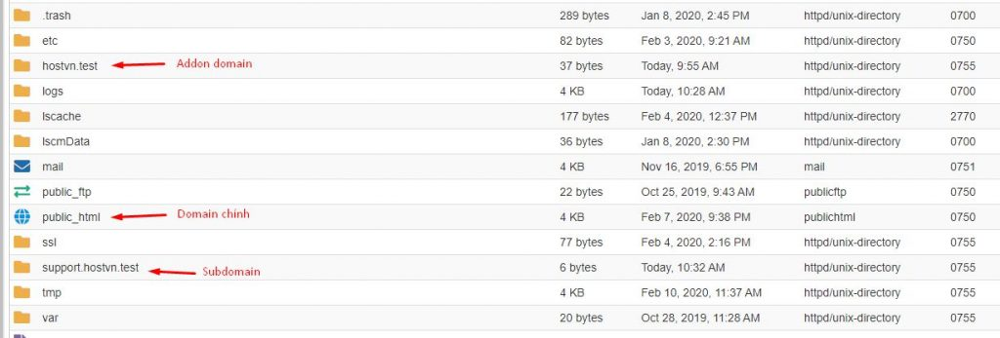 .trash 289 bytes Jan 8, 2020, 2:45 PM httpd/unix-directory 0700
etc 82 bytes Feb 3, 2020, 9:21 AM httpd/unix-directory 0750
hostvn.test Addon domain 37 bytes Today, 9:55 AM httpd/unix-directory 0755
logs 4 KB Today, 10:28 AM httpd/unix-directory 0700
lscache 177 bytes Feb 4, 2020, 12:37 PM httpd/unix-directory 2770
lscmData 36 bytes Jan 8, 2020, 2:30 PM httpd/unix-directory 0700
mail 4 KB Nov 16, 2019, 6:55 PM mail 0751
public_ftp 22 bytes Oct 25, 2019, 9:43 AM publicftp 0750
public_html Domain chính 4 KB Feb 7, 2020, 9:38 PM publichtml 0750
ssl 77 bytes Feb 4, 2020, 2:16 PM httpd/unix-directory 0755
support.hostvn.test Subdomain 6 bytes Today, 10:32 AM httpd/unix-directory 0755
tmp 4 KB Feb 10, 2020, 11:37 AM httpd/unix-directory 0755
var 20 bytes Oct 28, 2019, 11:28 AM httpd/unix-directory 0755